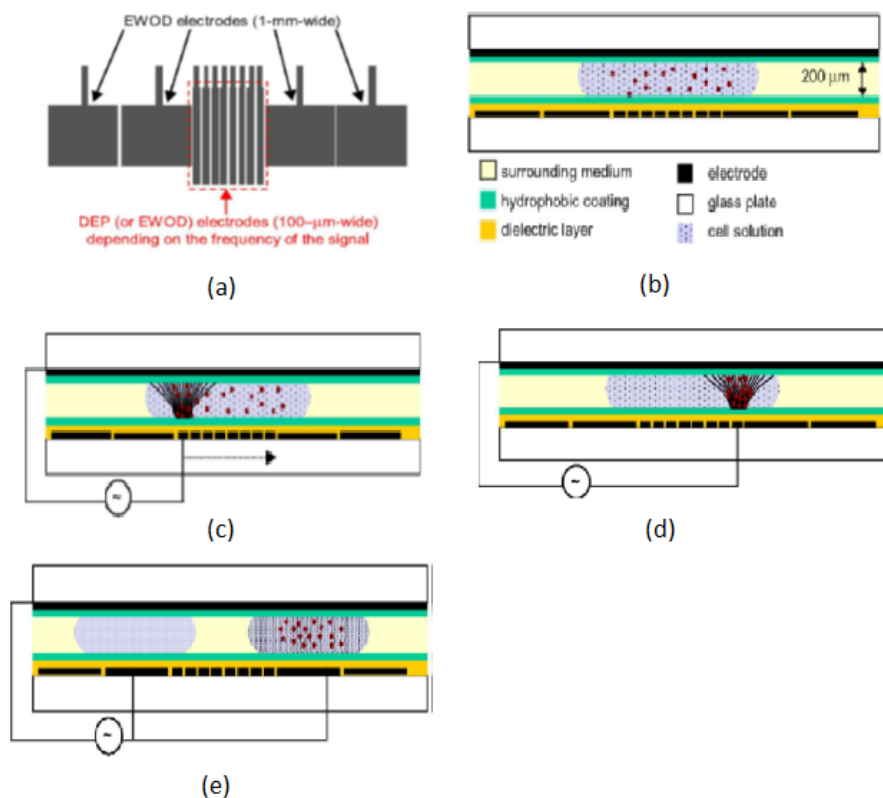 EWOD electrodes (1-mm-wide)
DEP (or EWOD) electrodes (100-µm-wide)
depending on the frequency of the signal
(a)
200 µm
surrounding medium
electrode
hydrophobic coating
glass plate
dielectric layer
cell solution
(b)
~
(c)
~
(d)
~
(e)